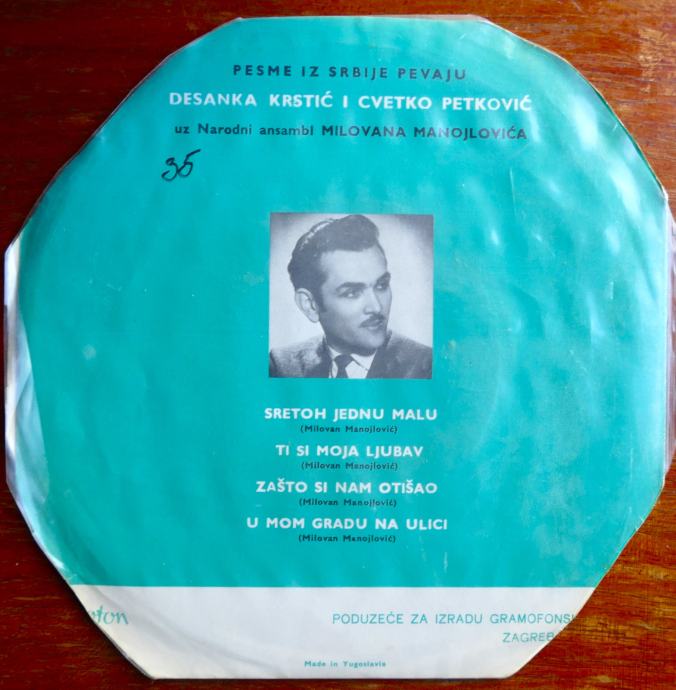 PESME IZ SRBIJE PEVAJU
DESANKA KRSTIĆ I CVETKO PETKOVIĆ
uz Narodni ansambl MILOVANA MANOJLOVIĆA
35
SRETOH JEDNU MALU
(Milovan Manojlović)
TI SI MOJA LJUBAV
(Milovan Manojlović)
ZAŠTO SI NAM OTIŠAO
(Milovan Manojlović)
U MOM GRADU NA ULICI
(Milovan Manojlović)
PODUZEĆE ZA IZRADU
ZAGREB
Made in Yugoslavia